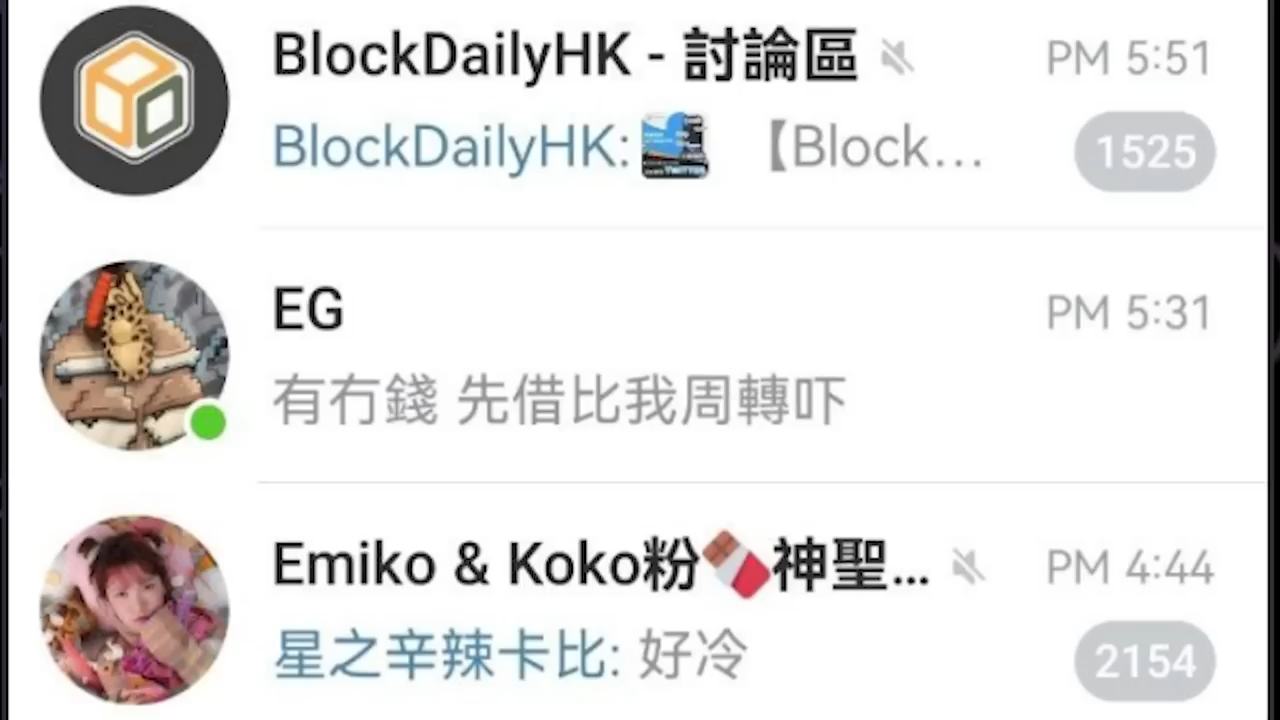 BlockDailyHK - 討論區
PM 5:51
BlockDailyHK: 【Block...
1525
EG
PM 5:31
有冇錢 先借比我周轉吓
Emiko & Koko粉🍫神聖...
PM 4:44
星之辛辣卡比: 好冷
2154